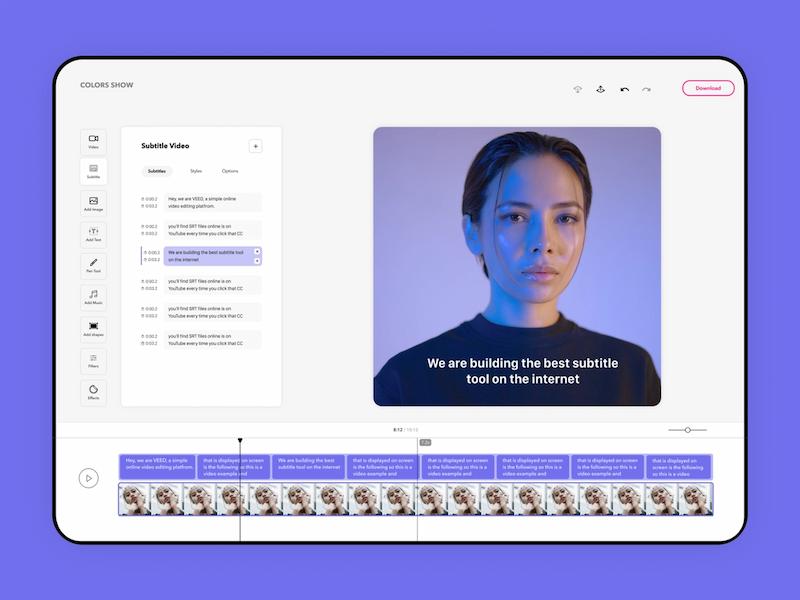 COLORS SHOW
Download
Video
Subtitle
Add Image
Add Text
Pen Tool
Add Music
Add shapes
Filters
Effects
Subtitle Video
+
Subtitles
Styles
Options
0:00.2
0:03.2
Hey, we are VEED, a simple online
video editing platfrom.
0:00.2
0:03.2
you'll find SRT files online is on
YouTube every time you click that CC
0:00.2
0:03.2
We are building the best subtitle tool
on the internet
0:00.2
0:03.2
you'll find SRT files online is on
YouTube every time you click that CC
0:00.2
0:03.2
you'll find SRT files online is on
YouTube every time you click that CC
0:00.2
0:03.2
you'll find SRT files online is on
YouTube every time you click that CC
We are building the best subtitle
tool on the internet
8:12 /
Hey, we are VEED, a simple
online video editing platfrom.
that is displayed on screen
is the following so this is a
video example and
We are building the best
subtitle tool on the internet
that is displayed on screen
is the following so this is a
video example and
that is displayed on screen
is the following so this is a
video example and
that is displayed on screen
is the following so this is a
video example and
that is displayed on screen
is the following so this is a
video example and
that is displayed on
screen is the following
so this is a video